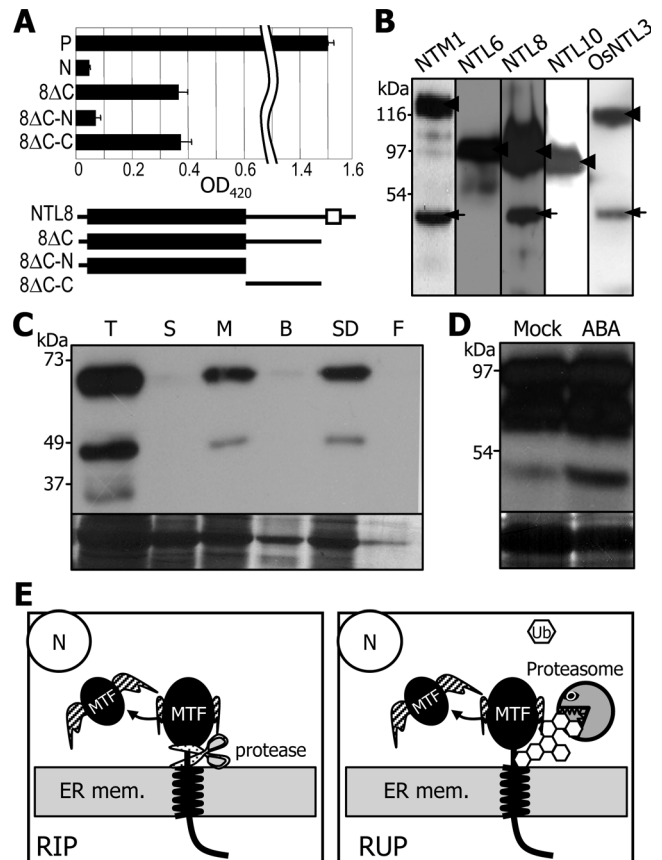 A
P
N
8ΔC
8ΔC-N
8ΔC-C
0 0.2 0.4 0.6 1.4 1.6
OD420
NTL8
8ΔC
8ΔC-N
8ΔC-C
B
NTM1 NTL6 NTL8 NTL10 OsNTL3
kDa
116
97
54
C
T S M B SD F
kDa
73
49
37
D
Mock ABA
kDa
97
54
E
N
MTF
MTF
protease
ER mem.
RIP
N
Ub
Proteasome
MTF
MTF
ER mem.
RUP